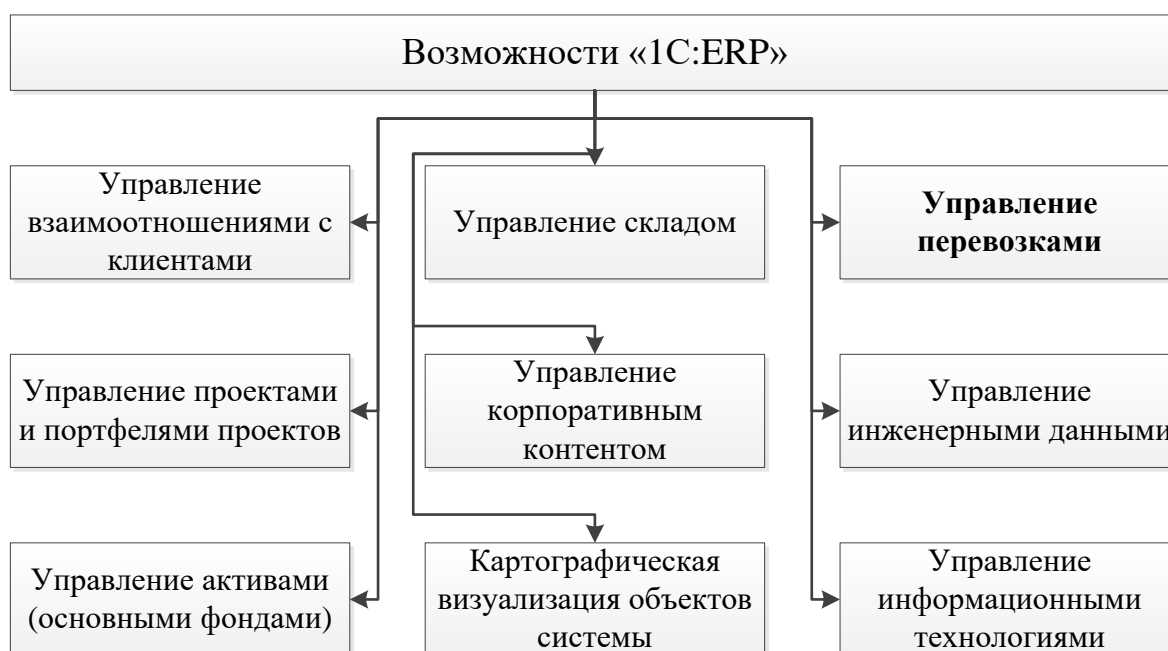 Возможности «1С:ERP»
Управление
взаимоотношениями с
клиентами
Управление складом
Управление
перевозками
Управление проектами
и портфелями проектов
Управление
корпоративным
контентом
Управление
инженерными данными
Управление активами
(основными фондами)
Картографическая
визуализация объектов
системы
Управление
информационными
технологиями